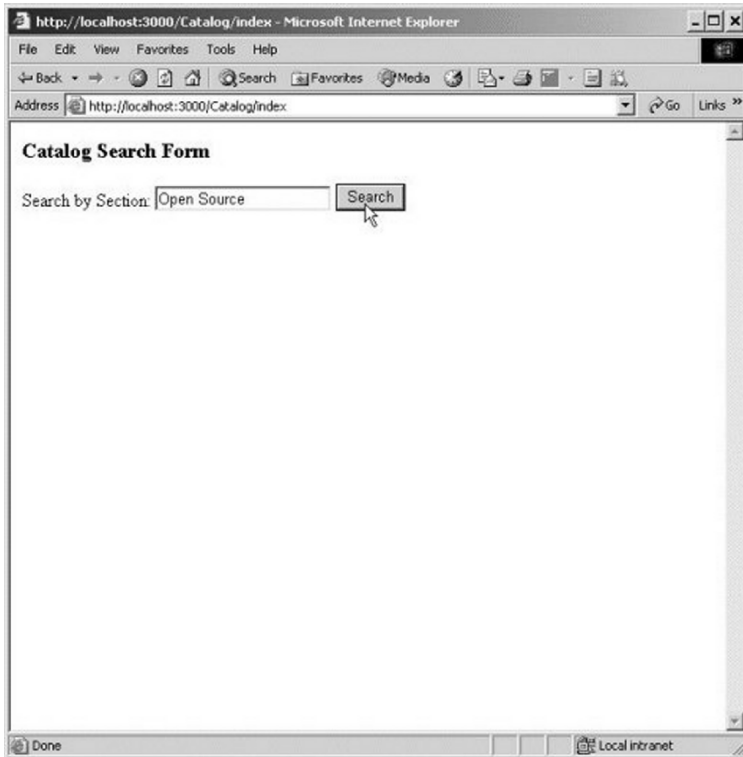 http://localhost:3000/Catalog/index - Microsoft Internet Explorer
File Edit View Favorites Tools Help
Back Search Favorites Media
Address http://localhost:3000/Catalog/index Go Links »
Catalog Search Form
Search by Section: Open Source Search
Done Local intranet